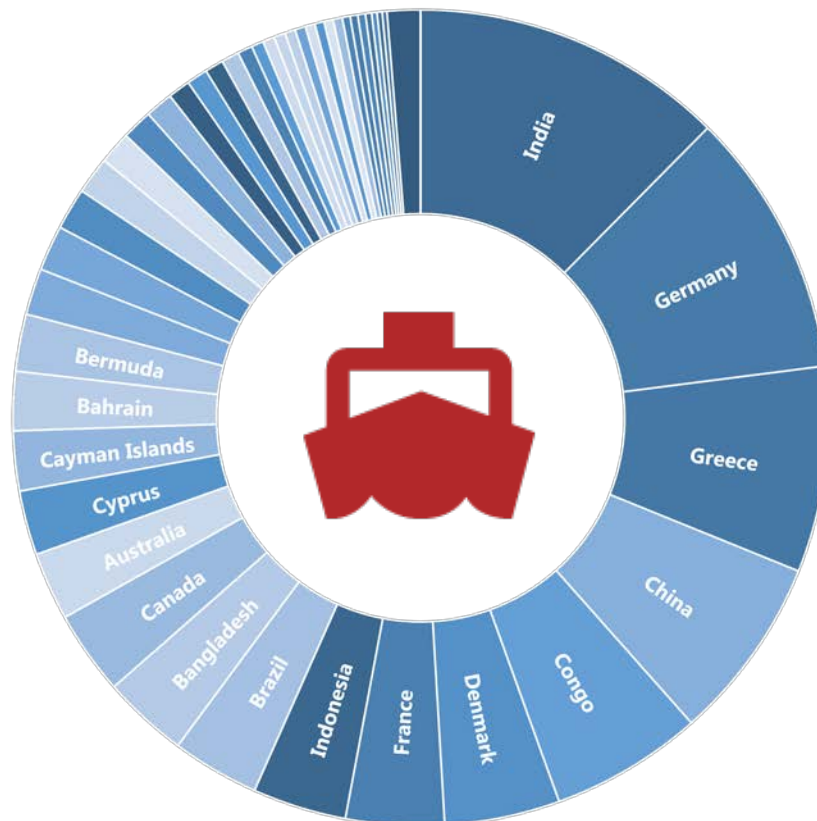 India
Germany
Greece
China
Congo
Denmark
France
Indonesia
Brazil
Bangladesh
Canada
Australia
Cyprus
Cayman Islands
Bahrain
Bermuda